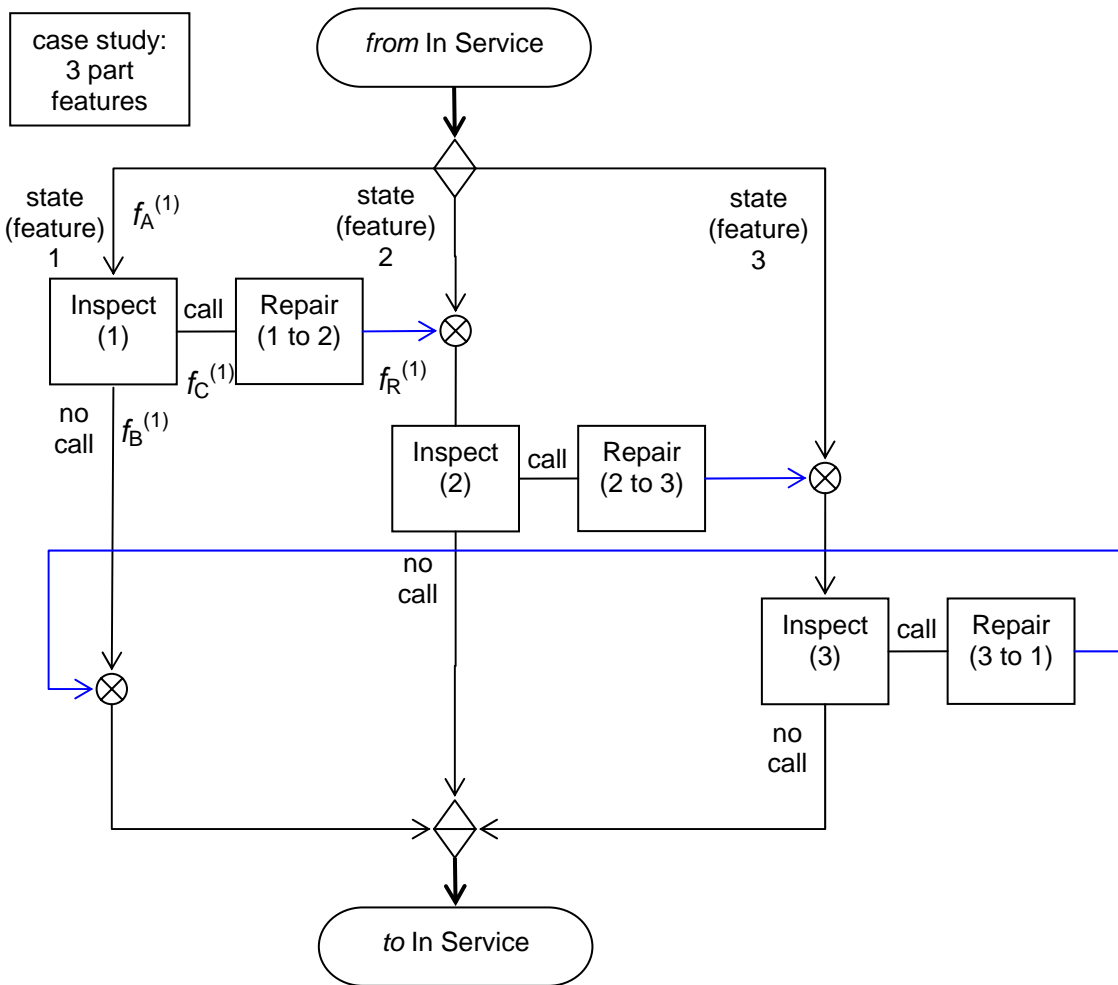 case study:
3 part
features
from In Service
state
(feature)
1
fA(1)
state
(feature)
2
state
(feature)
3
Inspect
(1)
call
Repair
(1 to 2)
fC(1)
fR(1)
no
call
fB(1)
Inspect
(2)
call
Repair
(2 to 3)
no
call
Inspect
(3)
call
Repair
(3 to 1)
no
call
to In Service